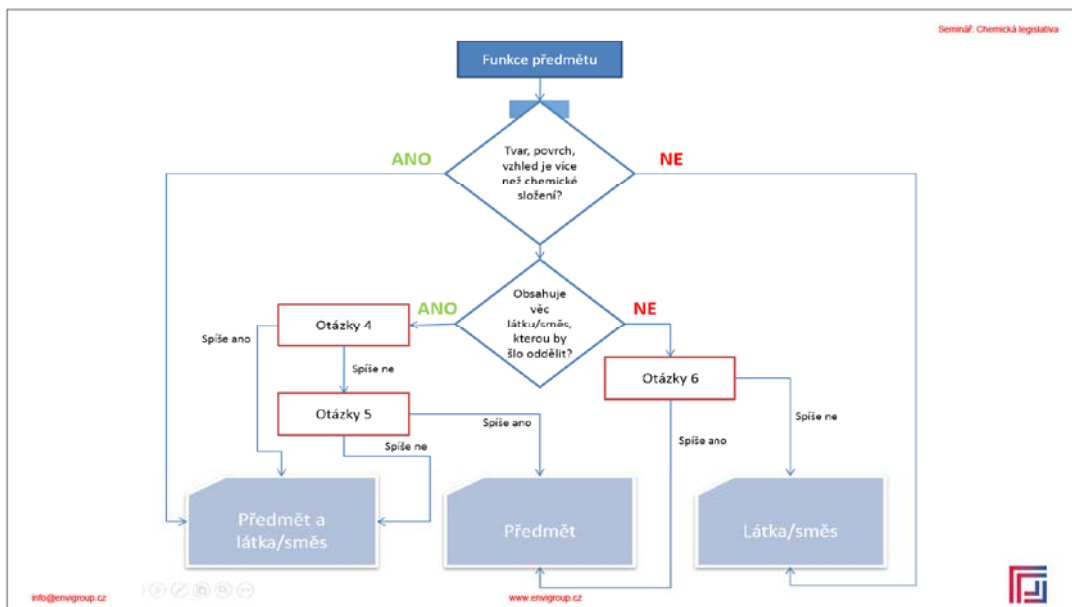 Seminář: Chemická legislativa
Funkce předmětu
ANO
NE
Tvar, povrch,
vzhled je více
než chemické
složení?
ANO
NE
Obsahuje
věc
látku/směs,
kterou by
šlo oddělit?
Otázky 4
Spíše ano
Spíše ne
Otázky 6
Otázky 5
Spíše ano
Spíše ne
Spíše ano
Spíše ne
Předmět a
látka/směs
Předmět
Látka/směs
info@envigroup.cz
www.envigroup.cz